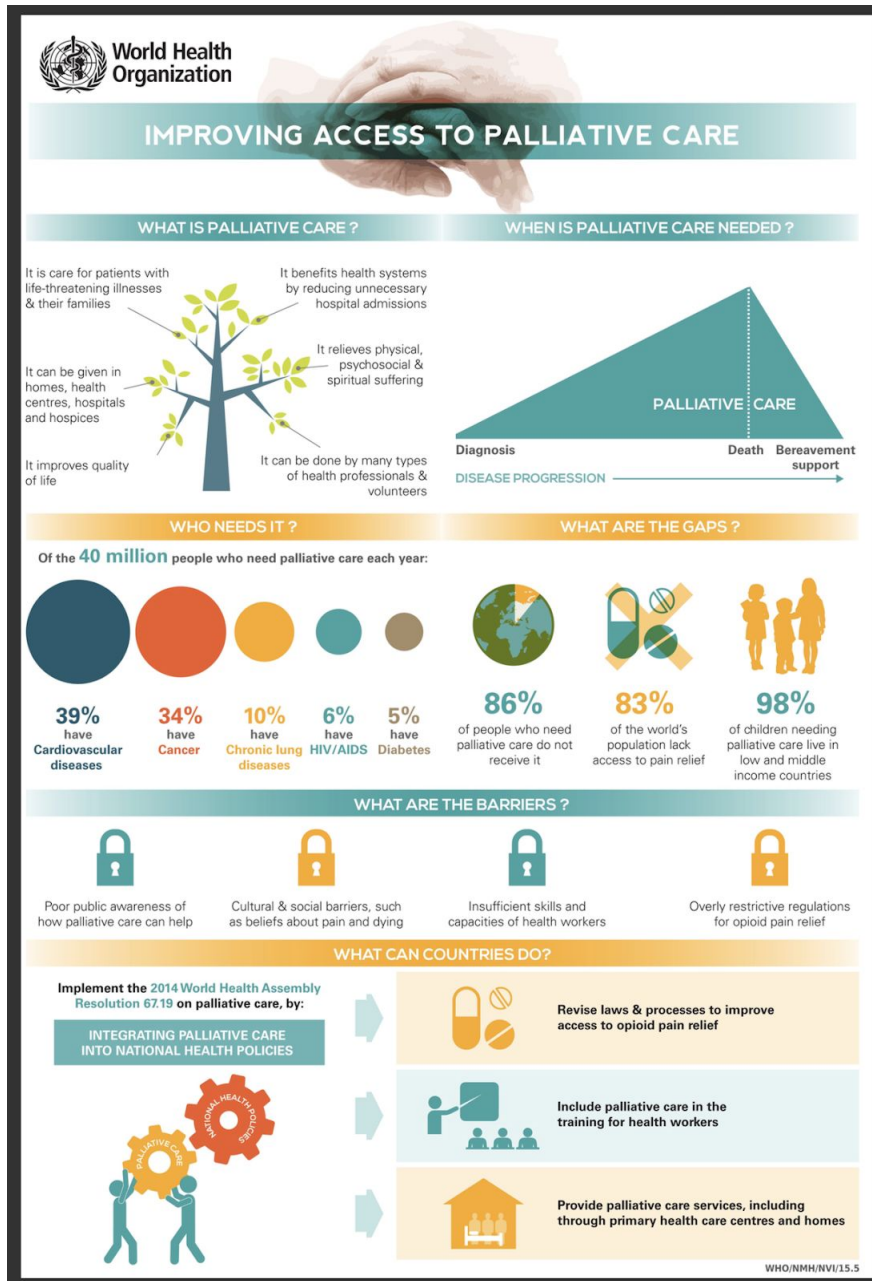 World Health
Organization
IMPROVING ACCESS TO PALLIATIVE CARE
WHAT IS PALLIATIVE CARE ?
It is care for patients with
life-threatening illnesses
& their families
It benefits health systems
by reducing unnecessary
hospital admissions
It can be given in
homes, health
centres, hospitals
and hospices
It relieves physical,
psychosocial &
spiritual suffering
It improves quality
of life
It can be done by many types
of health professionals &
volunteers
WHEN IS PALLIATIVE CARE NEEDED ?
PALLIATIVE CARE
Diagnosis
Death
Bereavement
support
DISEASE PROGRESSION
WHO NEEDS IT ?
Of the 40 million people who need palliative care each year:
39%
have
Cardiovascular
diseases
34%
have
Cancer
10%
have
Chronic lung
diseases
6%
have
HIV/AIDS
5%
have
Diabetes
WHAT ARE THE GAPS ?
86%
of people who need
palliative care do not
receive it
83%
of the world's
population lack
access to pain relief
98%
of children needing
palliative care live in
low and middle
income countries
WHAT ARE THE BARRIERS ?
Poor public awareness of
how palliative care can help
Cultural & social barriers, such
as beliefs about pain and dying
Insufficient skills and
capacities of health workers
Overly restrictive regulations
for opioid pain relief
WHAT CAN COUNTRIES DO?
Implement the 2014 World Health Assembly
Resolution 67.19 on palliative care, by:
INTEGRATING PALLIATIVE CARE
INTO NATIONAL HEALTH POLICIES
NATIONAL HEALTH
POLICIES
PALLIATIVE CARE
Revise laws & processes to improve
access to opioid pain relief
Include palliative care in the
training for health workers
Provide palliative care services, including
through primary health care centres and homes
WHO/NMH/NVI/15.5